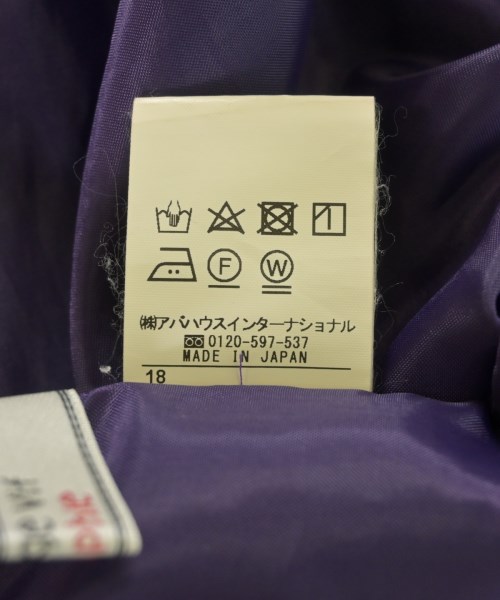 F W
㈱アバハウスインターナショナル
0120-597-537
MADE IN JAPAN
18